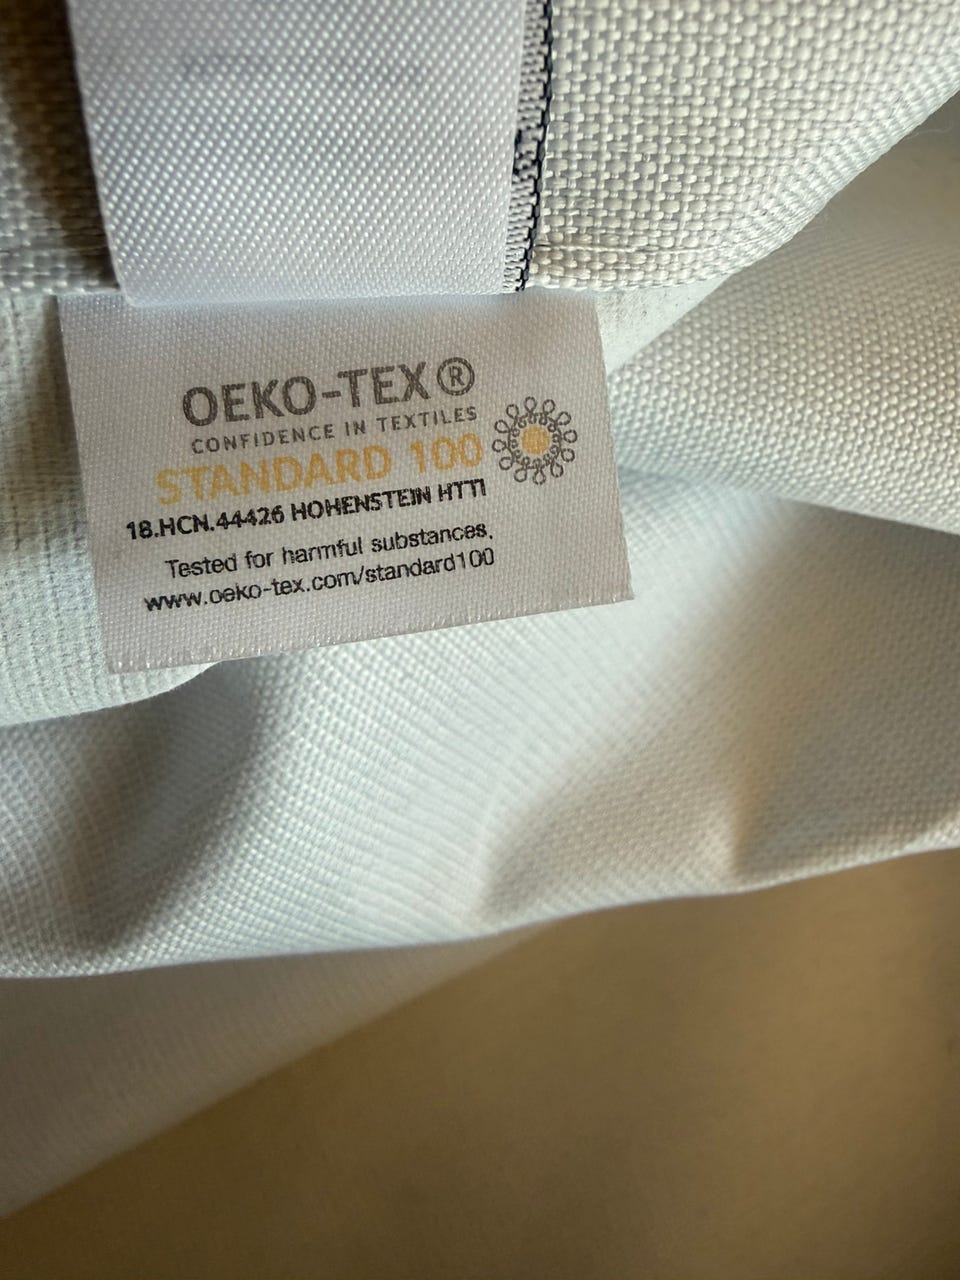 OEKO-TEX®
CONFIDENCE IN TEXTILES
STANDARD 100
18.HCN.44426 HOHENSTEIN HTTI
Tested for harmful substances.
www.oeko-tex.com/standard100